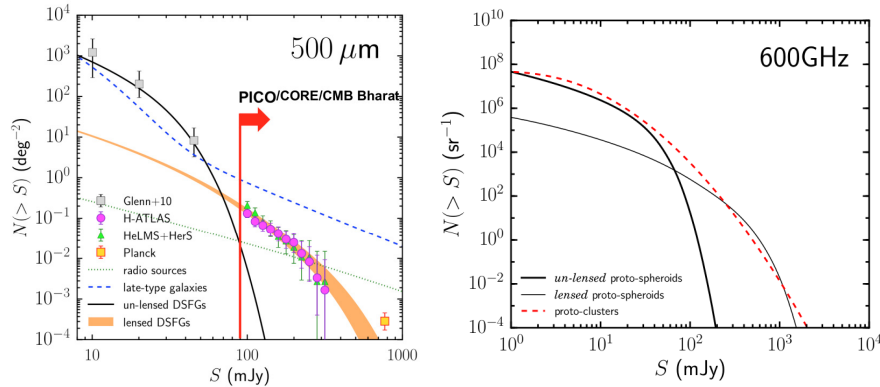 500 μm
PICO/CORE/CMB Bharat
N(> S) (deg⁻²)
10⁴
10³
10²
10¹
10⁰
10⁻¹
10⁻²
10⁻³
10⁻⁴
Glenn+10
H-ATLAS
HeLMS+HerS
Planck
radio sources
late-type galaxies
un-lensed DSFGs
lensed DSFGs
10 100 1000
S (mJy)
600GHz
N(> S) (sr⁻¹)
10¹⁰
10⁸
10⁶
10⁴
10²
10⁰
10⁻²
10⁻⁴
un-lensed proto-spheroids
lensed proto-spheroids
proto-clusters
10⁰ 10¹ 10² 10³ 10⁴
S (mJy)